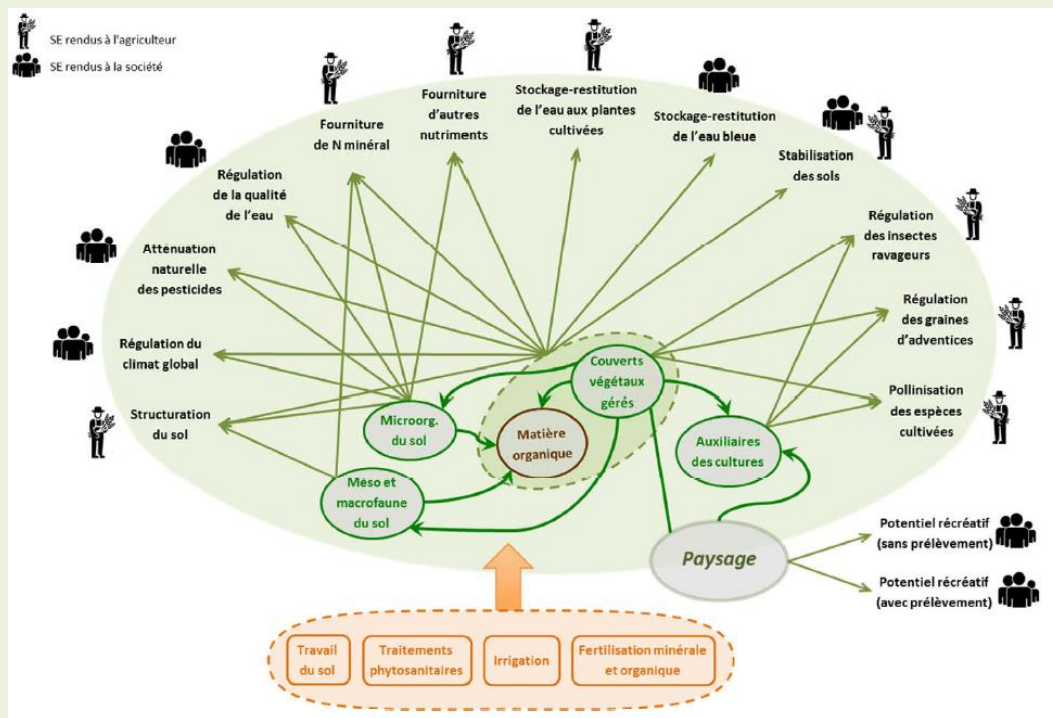 SE rendus à l'agriculteur
SE rendus à la société
Fourniture
de N minéral
Fourniture
d'autres
nutriments
Stockage-restitution
de l'eau aux plantes
cultivées
Stockage-restitution
de l'eau bleue
Stabilisation
des sols
Régulation
de la qualité
de l'eau
Régulation
des insectes
ravageurs
Atténuation
naturelle
des pesticides
Régulation
des graines
d'adventices
Régulation du
climat global
Pollinisation
des espèces
cultivées
Structuration
du sol
Couverts
végétaux
gérés
Microorg.
du sol
Matière
organique
Auxiliaires
des cultures
Méso et
macrofaune
du sol
Paysage
Potentiel récréatif
(sans prélèvement)
Potentiel récréatif
(avec prélèvement)
Travail
du sol
Traitements
phytosanitaires
Irrigation
Fertilisation minérale
et organique